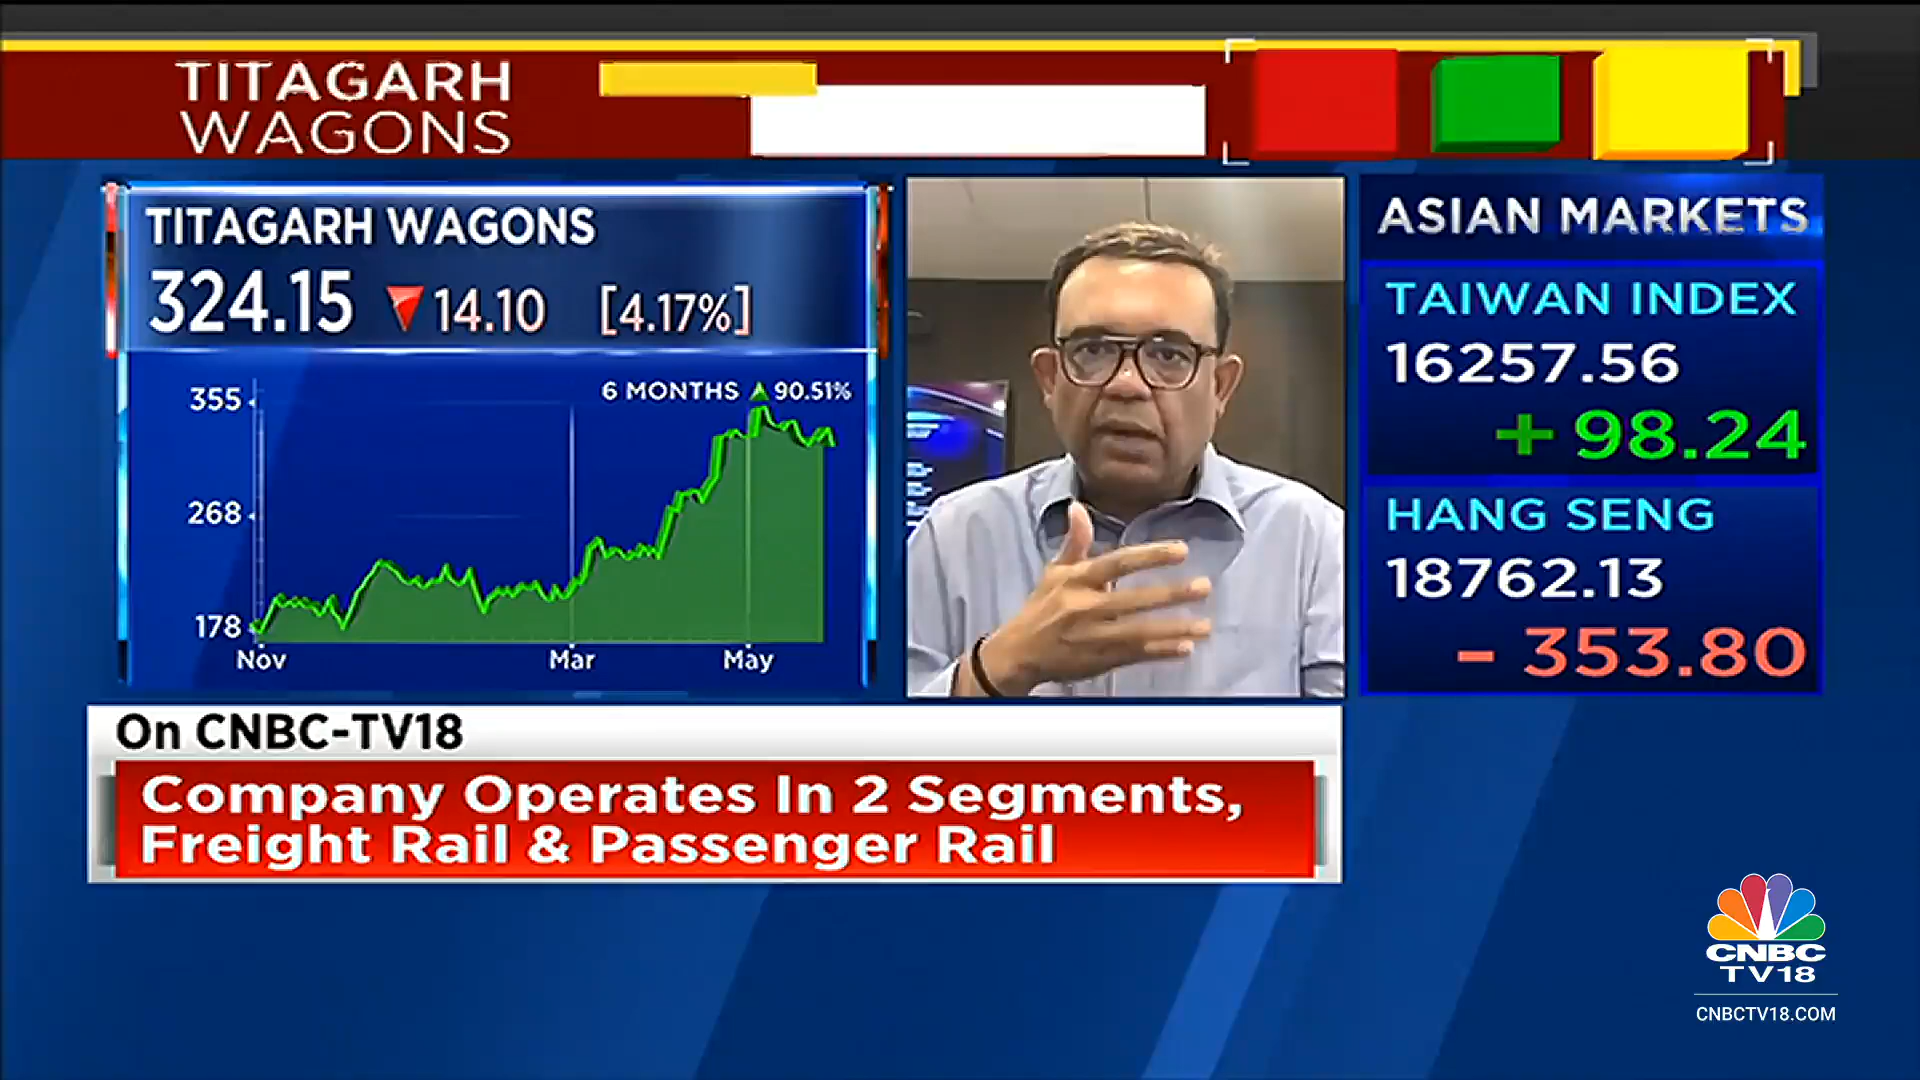 TITAGARH
WAGONS
TITAGARH WAGONS
324.15 ▼14.10 [4.17%]
6 MONTHS ▲ 90.51%
355
268
178
Nov Mar May
ASIAN MARKETS
TAIWAN INDEX
16257.56
+ 98.24
HANG SENG
18762.13
- 353.80
On CNBC-TV18
Company Operates In 2 Segments,
Freight Rail & Passenger Rail
CNBC
TV18
CNBCTV18.COM